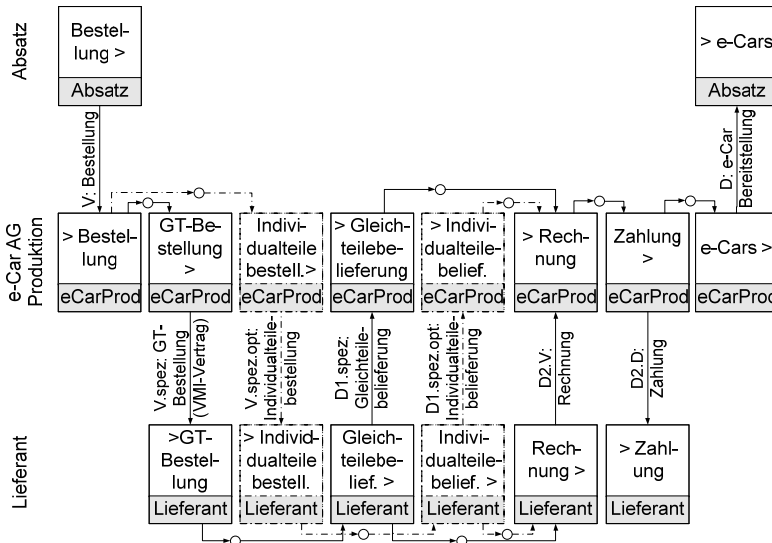 Absatz
Bestel-
lung >
Absatz
> e-Cars
Absatz
V: Bestellung
D: e-Car
Bereitstellung
e-Car AG
Produktion
> Bestel-
lung
eCarProd
GT-Be-
stellung
>
eCarProd
Individ-
ualteile
bestell.>
eCarProd
> Gleich-
teilebe-
lieferung
eCarProd
> Indivi-
dualteile-
belief.
eCarProd
> Rech-
nung
eCarProd
Zahlung
>
eCarProd
e-Cars >
eCarProd
V.spez: GT-
Bestellung
(VMI-Vertrag)
V.spez.opt:
Individualteile-
bestellung
D1.spez:
Gleichteile-
belieferung
D1.spez.opt:
Individualteile-
belieferung
D2.V:
Rechnung
D2.D:
Zahlung
Lieferant
>GT-
Bestel-
lung
Lieferant
> Individ-
dualteile
bestell.
Lieferant
Gleich-
teilebe-
lief. >
Lieferant
Indivi-
dualteile-
belief. >
Lieferant
Rech-
nung >
Lieferant
> Zahl-
ung
Lieferant